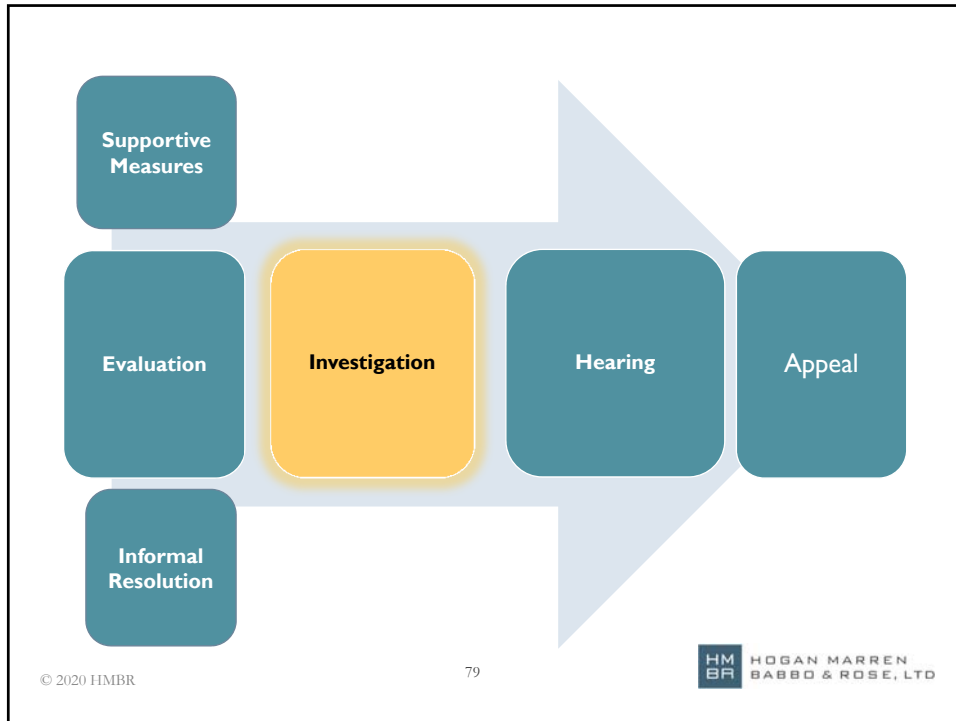 Supportive
Measures
Evaluation
Investigation
Hearing
Appeal
Informal
Resolution
© 2020 HMBR
79
HM
BR
HOGAN MARREN
BABBO & ROSE, LTD